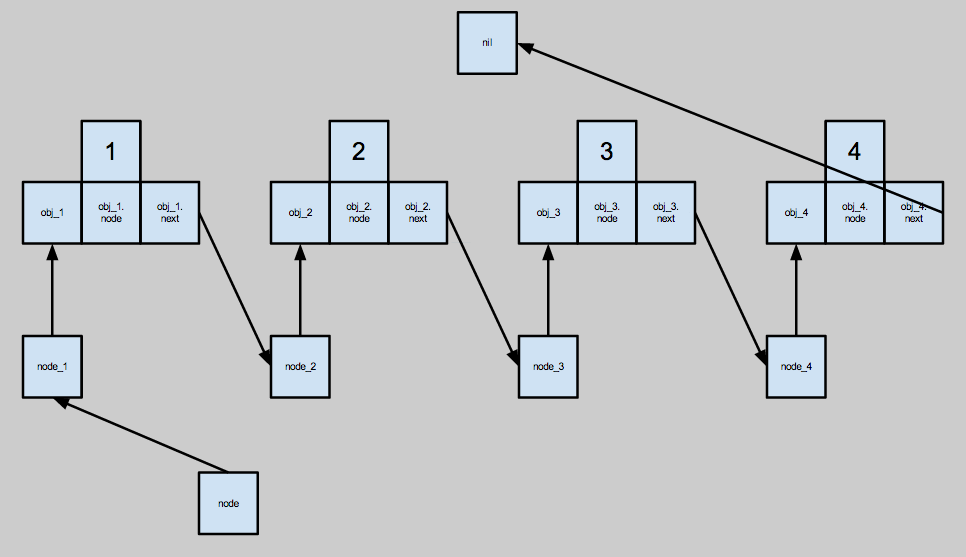 nil
1
obj_1
obj_1.
node
obj_1.
next
2
obj_2
obj_2.
node
obj_2.
next
3
obj_3
obj_3.
node
obj_3.
next
4
obj_4
obj_4.
node
obj_4.
next
node_1
node_2
node_3
node_4
node